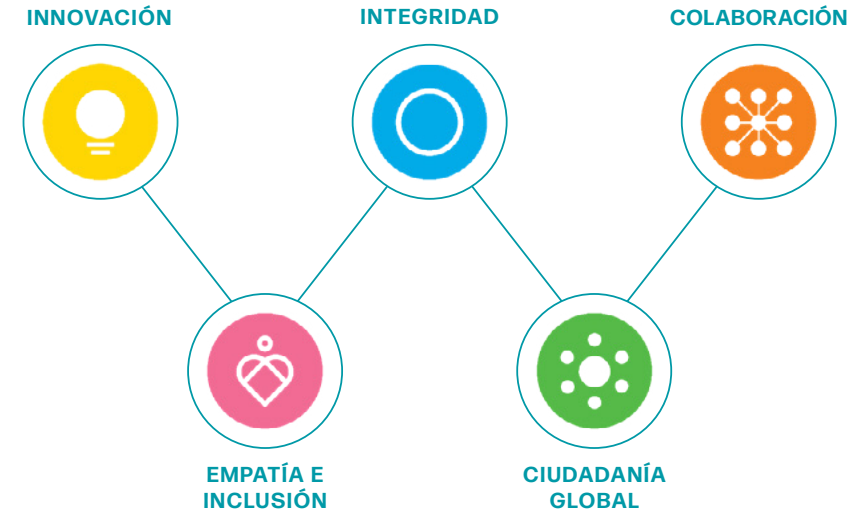 INNOVACIÓN
INTEGRIDAD
COLABORACIÓN
EMPATÍA E
INCLUSIÓN
CIUDADANÍA
GLOBAL